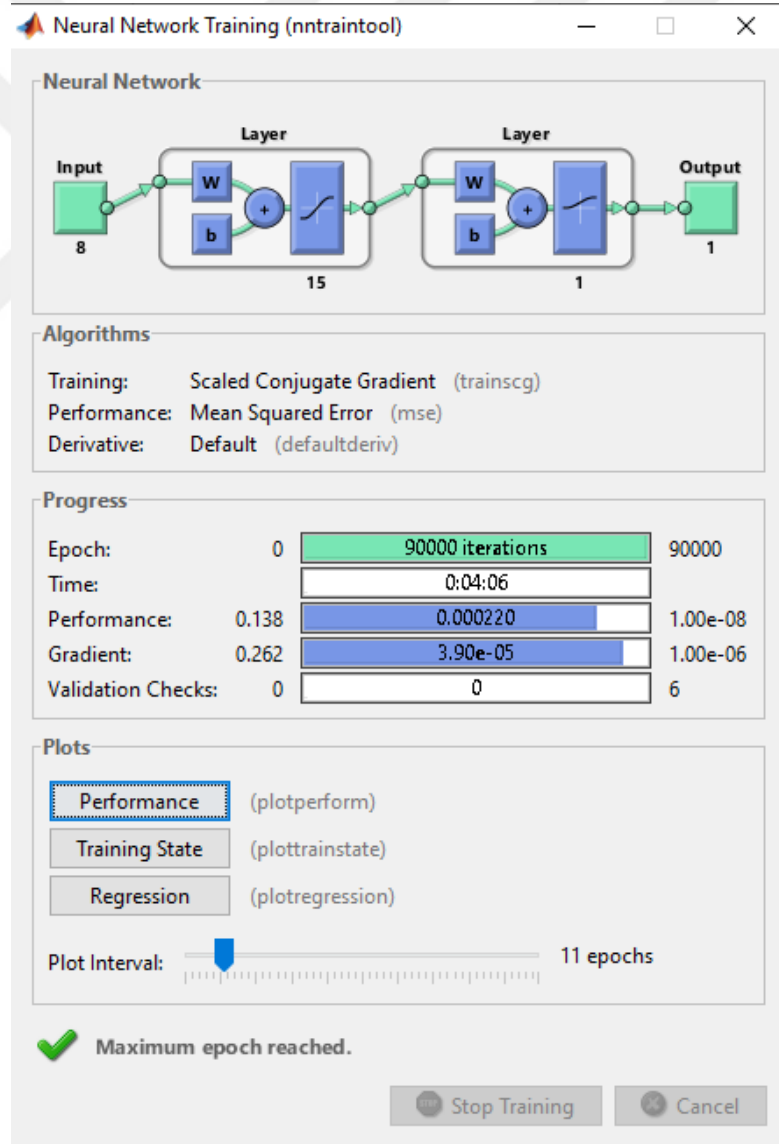 Neural Network Training (nntraintool)
Neural Network
Layer Layer
Input Output
W W
+ +
b b
8 1
15 1
Algorithms
Training: Scaled Conjugate Gradient (trainscg)
Performance: Mean Squared Error (mse)
Derivative: Default (defaultderiv)
Progress
Epoch: 0 90000 iterations 90000
Time: 0:04:06
Performance: 0.138 0.000220 1.00e-08
Gradient: 0.262 3.90e-05 1.00e-06
Validation Checks: 0 0 6
Plots
Performance (plotperform)
Training State (plottrainstate)
Regression (plotregression)
Plot Interval: 11 epochs
Maximum epoch reached.
STOP Stop Training Cancel